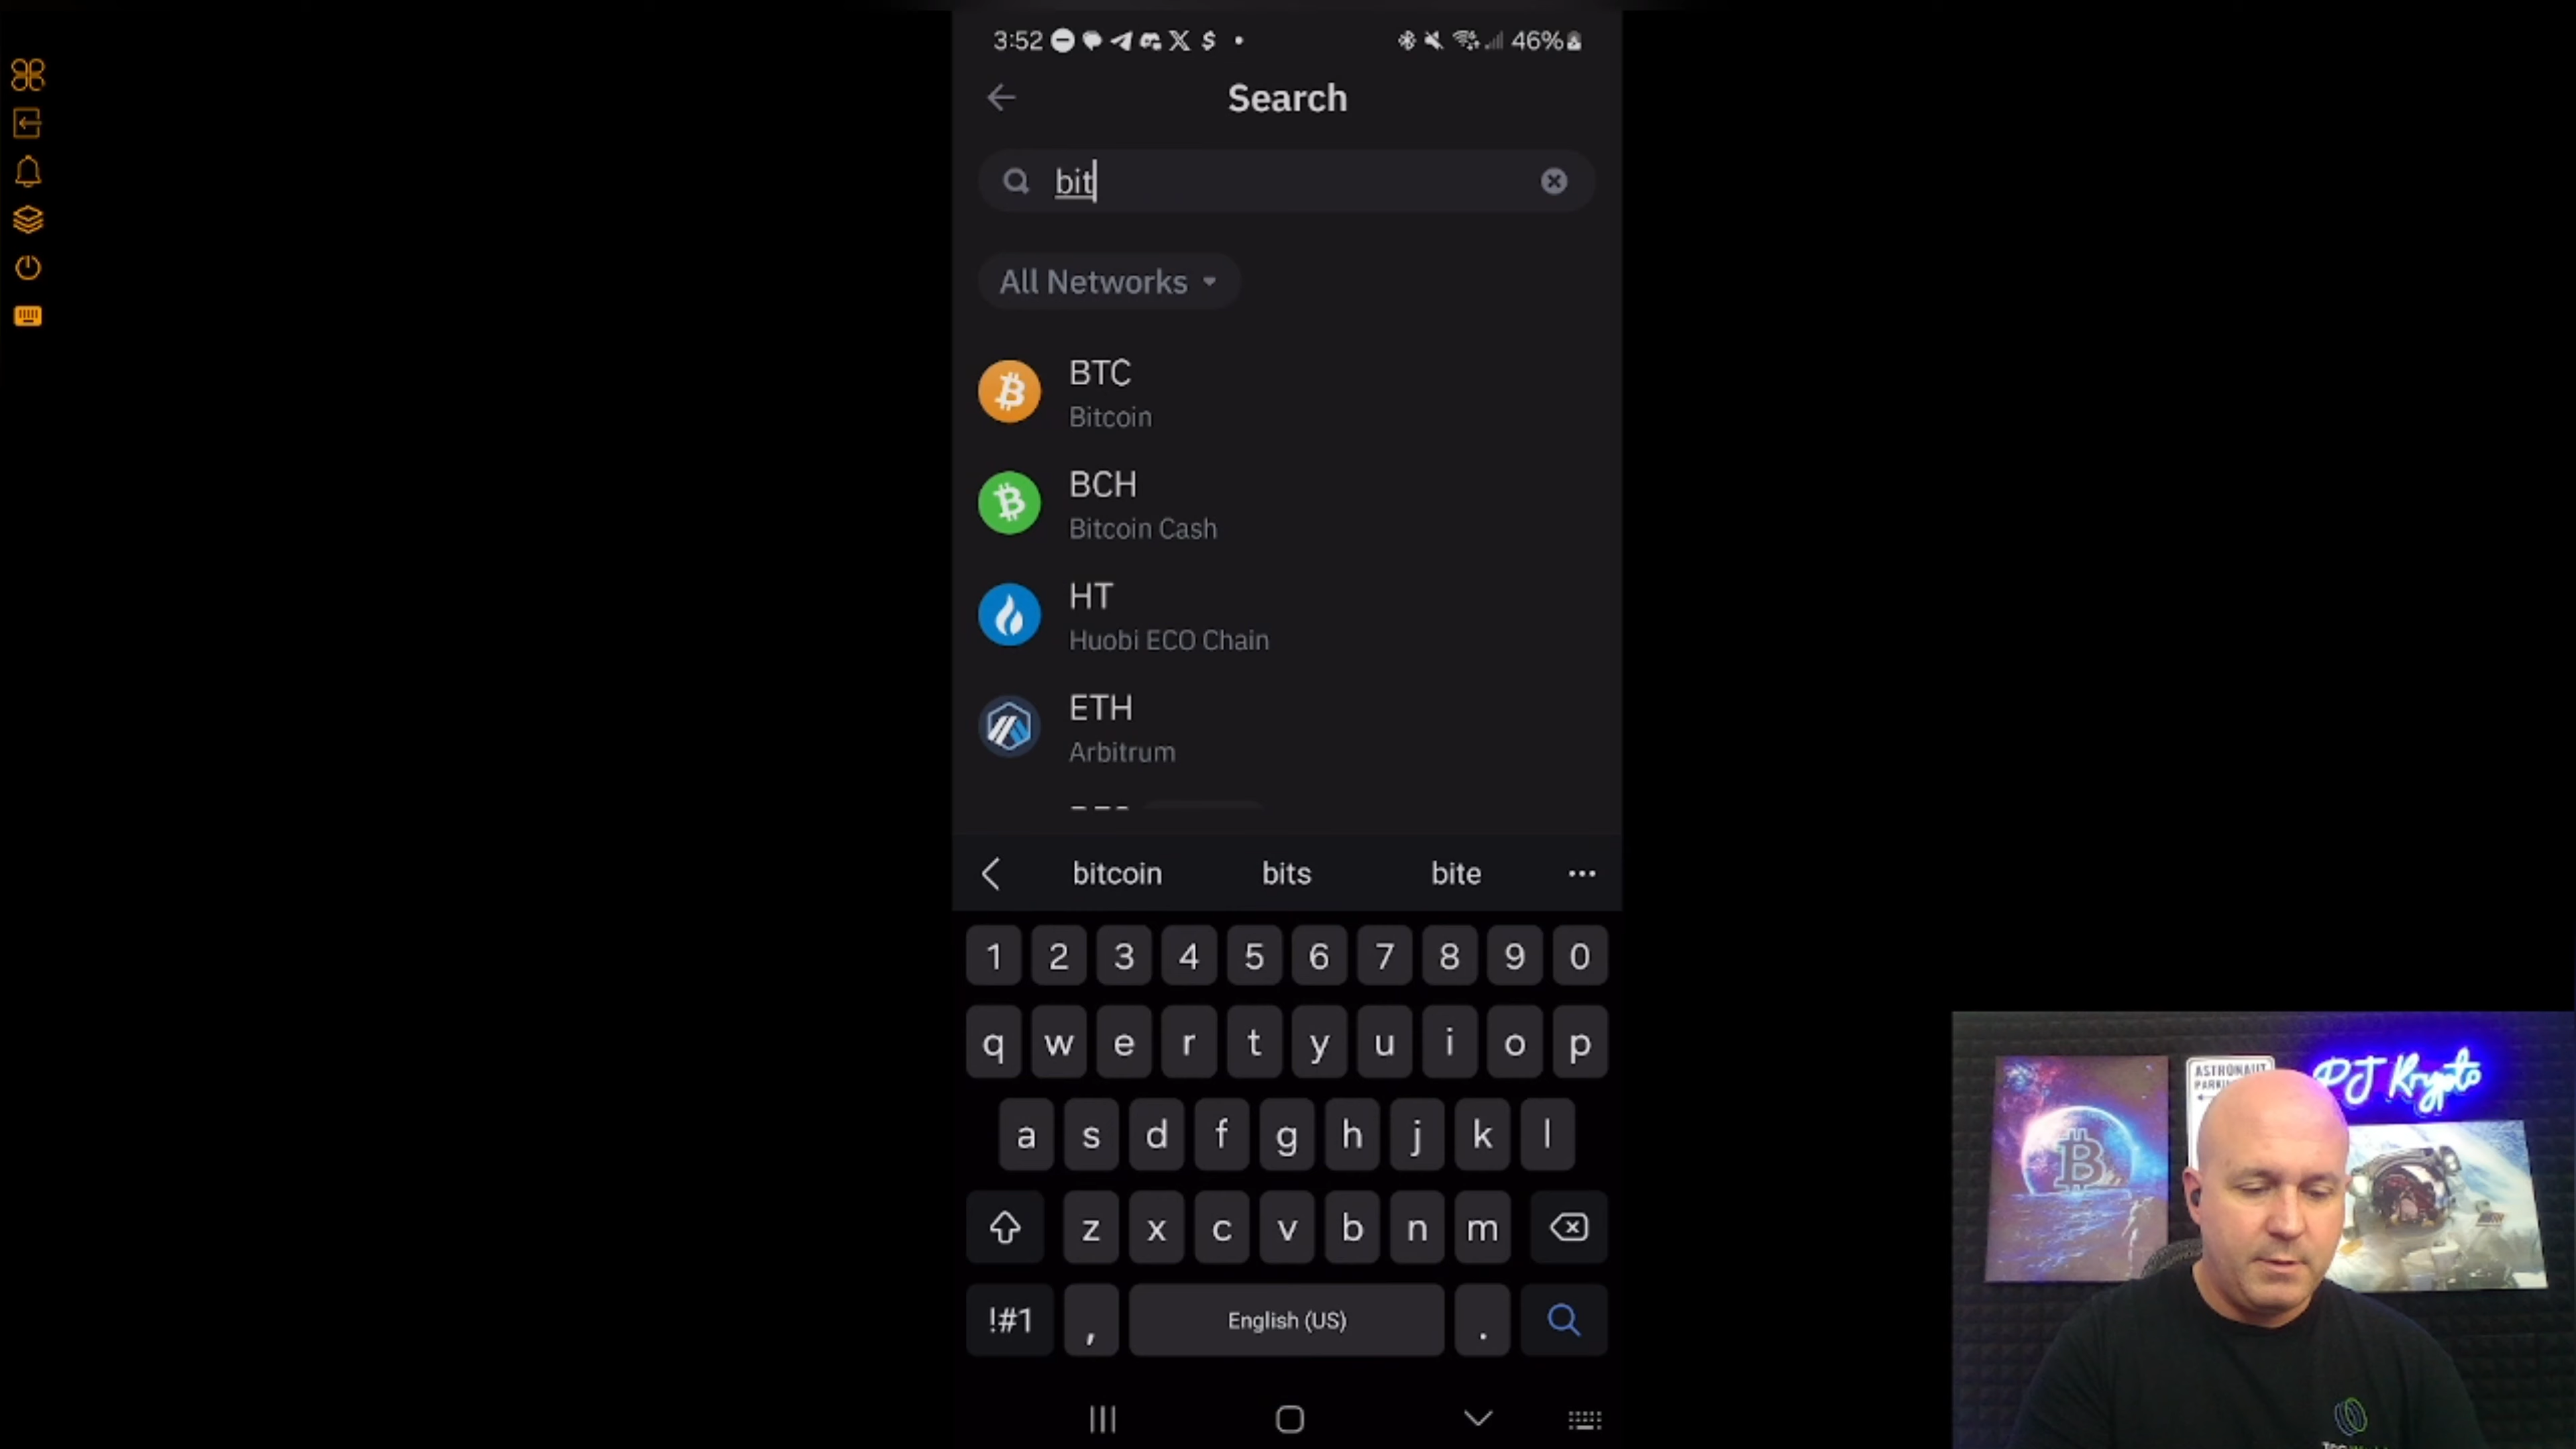 3:52
46%
Search
bit
All Networks
BTC
Bitcoin
BCH
Bitcoin Cash
HT
Huobi ECO Chain
ETH
Arbitrum
bitcoin bits bite
1 2 3 4 5 6 7 8 9 0
q w e r t y u i o p
a s d f g h j k l
z x c v b n m
!#1 , English (US) .
ASTRONAUT
PJ Krypto